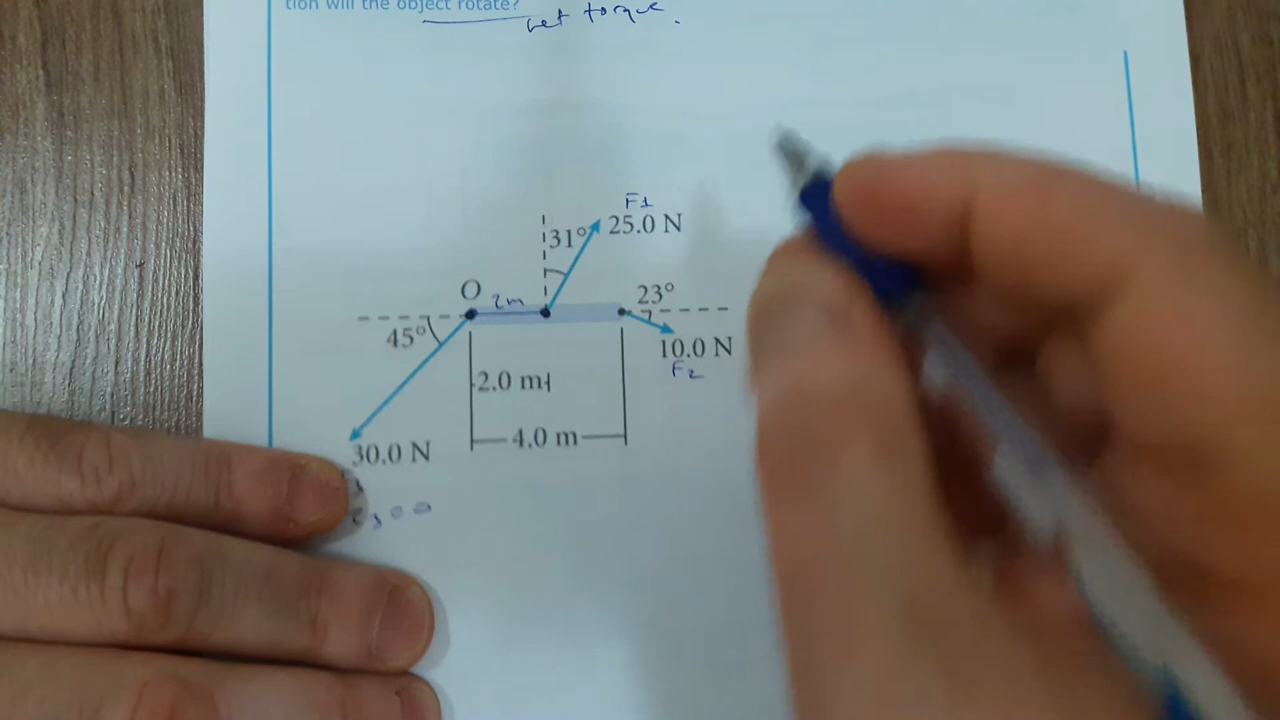 tion will the object rotate?
net torque.
F1
31° 25.0 N
O 2m 23°
45°
10.0 N
F2
2.0 m
4.0 m
30.0 N